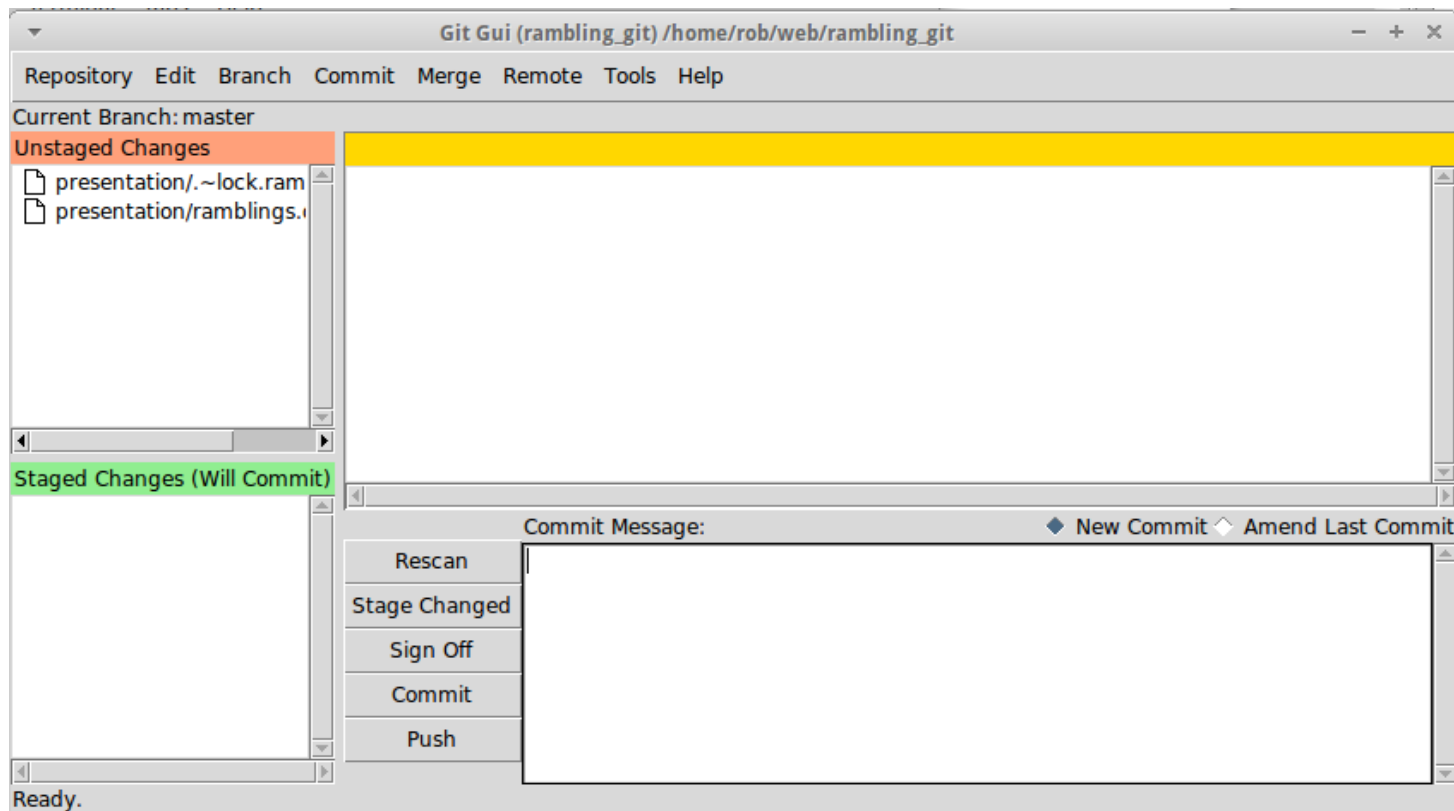 Git Gui (rambling_git) /home/rob/web/rambling_git
Repository Edit Branch Commit Merge Remote Tools Help
Current Branch: master
Unstaged Changes
presentation/.~lock.ram
presentation/ramblings.
Staged Changes (Will Commit)
Commit Message:
New Commit
Amend Last Commit
Rescan
Stage Changed
Sign Off
Commit
Push
Ready.